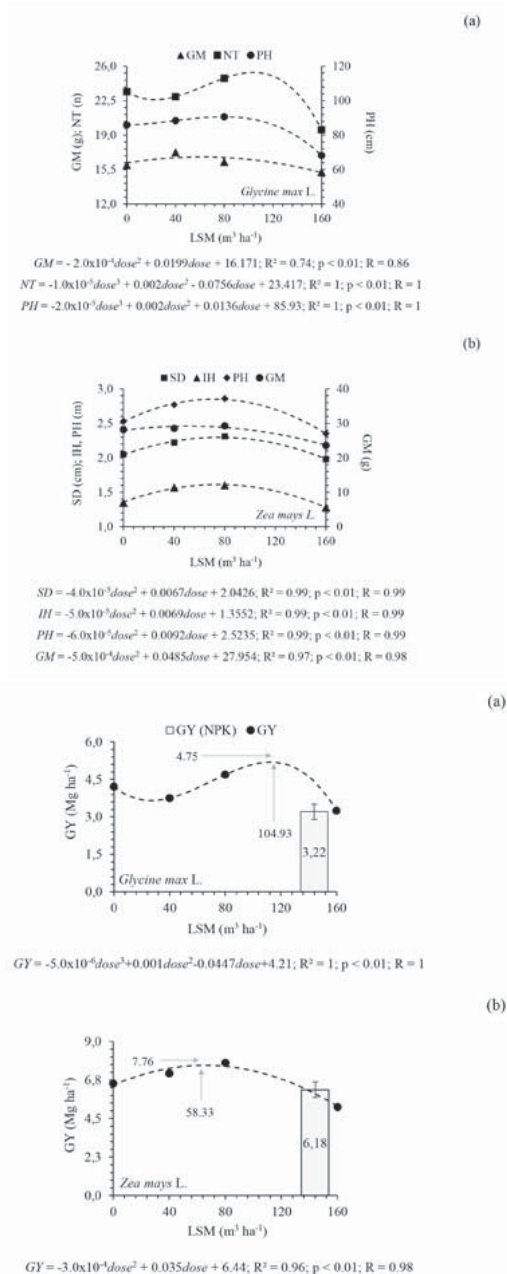 (a)
GM NT PH
26,0
22,5
19,0
15,5
12,0
120
100
80
60
40
GM (g); NT (n)
PH (cm)
Glycine max L.
0 40 80 120 160
LSM (m³ ha⁻¹)
GM = - 2.0x10⁻⁴dose² + 0.0199dose + 16.171; R² = 0.74; p < 0.01; R = 0.86
NT = -1.0x10⁻⁵dose³ + 0.002dose² - 0.0756dose + 23.417; R² = 1; p < 0.01; R = 1
PH = -2.0x10⁻⁵dose³ + 0.002dose² + 0.0136dose + 85.93; R² = 1; p < 0.01; R = 1
(b)
SD IH PH GM
3,0
2,5
2,0
1,5
1,0
40
30
20
10
0
SD (cm); IH, PH (m)
GM (g)
Zea mays L.
0 40 80 120 160
LSM (m³ ha⁻¹)
SD = -4.0x10⁻⁵dose² + 0.0067dose + 2.0426; R² = 0.99; p < 0.01; R = 0.99
IH = -5.0x10⁻⁵dose² + 0.0069dose + 1.3552; R² = 0.99; p < 0.01; R = 0.99
PH = -6.0x10⁻⁵dose² + 0.0092dose + 2.5235; R² = 0.99; p < 0.01; R = 0.99
GM = -5.0x10⁻⁴dose² + 0.0485dose + 27.954; R² = 0.97; p < 0.01; R = 0.98
(a)
GY (NPK) GY
6,0
4,5
3,0
1,5
0,0
GY (Mg ha⁻¹)
4.75
104.93
3,22
Glycine max L.
0 40 80 120 160
LSM (m³ ha⁻¹)
GY = -5.0x10⁻⁶dose³+0.001dose²-0.0447dose+4.21; R² = 1; p < 0.01; R = 1
(b)
9,0
6,8
4,5
2,3
0,0
GY (Mg ha⁻¹)
7.76
58.33
6,18
Zea mays L.
0 40 80 120 160
LSM (m³ ha⁻¹)
GY = -3.0x10⁻⁴dose² + 0.035dose + 6.44; R² = 0.96; p < 0.01; R = 0.98